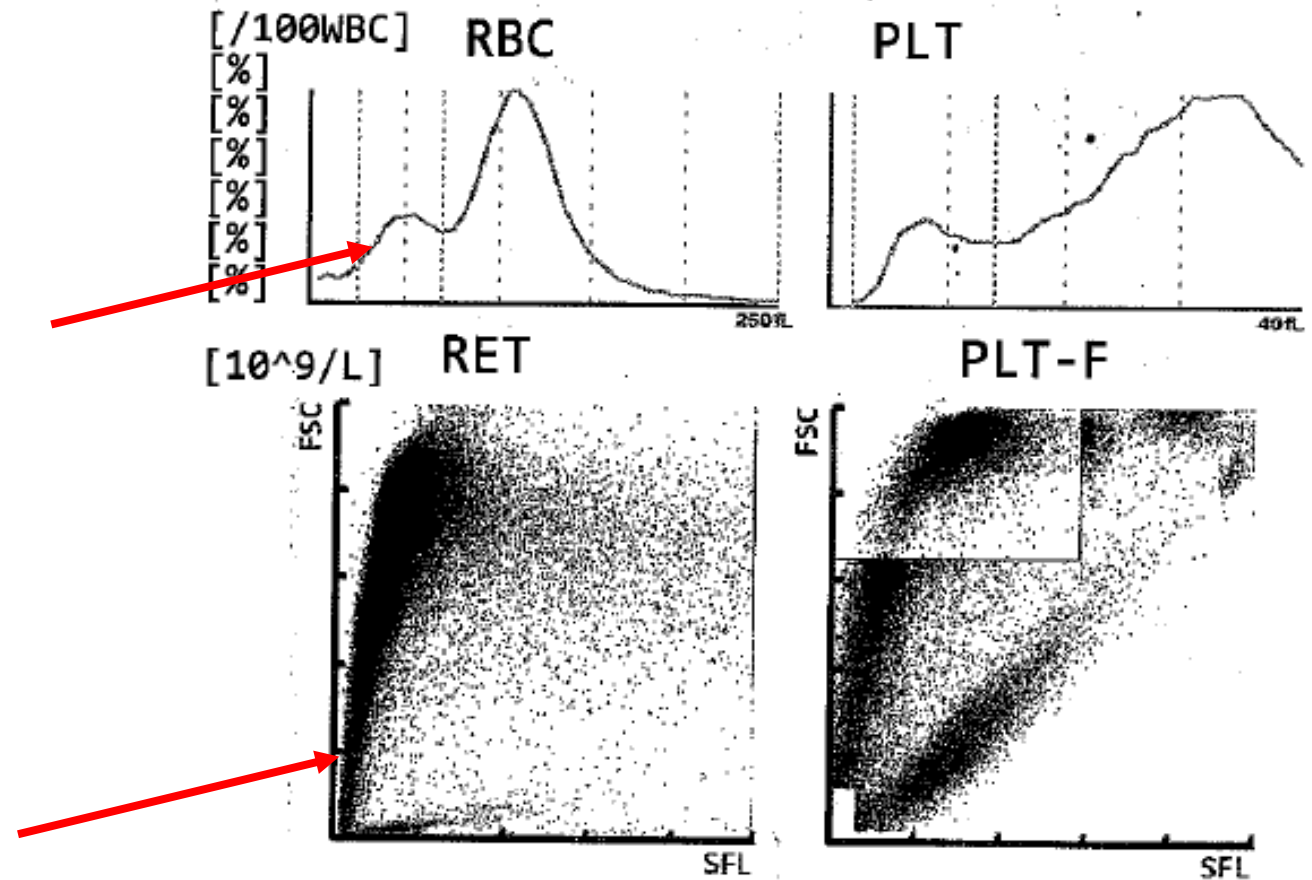 [/100WBC] RBC PLT
[%]
[%]
[%]
[%]
[%]
[%]
250fL 40fL
[10^9/L] RET PLT-F
FSC FSC
SFL SFL